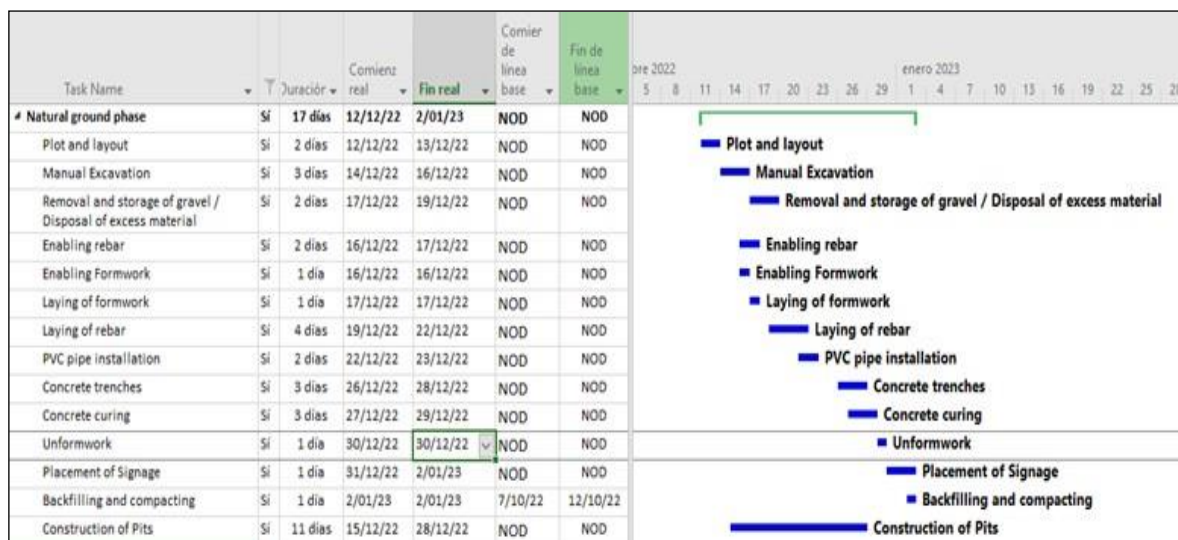 Comier
de
línea
base
Fin de
línea
base
Comienz
real
Task Name
Duración
Fin real
bre 2022
enero 2023
5 8 11 14 17 20 23 26 29 1 4 7 10 13 16 19 22 25 28
Natural ground phase Sí 17 días 12/12/22 2/01/23 NOD NOD
Plot and layout Sí 2 días 12/12/22 13/12/22 NOD NOD Plot and layout
Manual Excavation Sí 3 días 14/12/22 16/12/22 NOD NOD Manual Excavation
Removal and storage of gravel / Sí 2 días 17/12/22 19/12/22 NOD NOD Removal and storage of gravel / Disposal of excess material
Disposal of excess material
Enabling rebar Sí 2 días 16/12/22 17/12/22 NOD NOD Enabling rebar
Enabling Formwork Sí 1 día 16/12/22 16/12/22 NOD NOD Enabling Formwork
Laying of formwork Sí 1 día 17/12/22 17/12/22 NOD NOD Laying of formwork
Laying of rebar Sí 4 días 19/12/22 22/12/22 NOD NOD Laying of rebar
PVC pipe installation Sí 2 días 22/12/22 23/12/22 NOD NOD PVC pipe installation
Concrete trenches Sí 3 días 26/12/22 28/12/22 NOD NOD Concrete trenches
Concrete curing Sí 3 días 27/12/22 29/12/22 NOD NOD Concrete curing
Unformwork Sí 1 día 30/12/22 30/12/22 NOD NOD Unformwork
Placement of Signage Sí 1 día 31/12/22 2/01/23 NOD NOD Placement of Signage
Backfilling and compacting Sí 1 día 2/01/23 2/01/23 7/10/22 12/10/22 Backfilling and compacting
Construction of Pits Sí 11 días 15/12/22 28/12/22 NOD NOD Construction of Pits